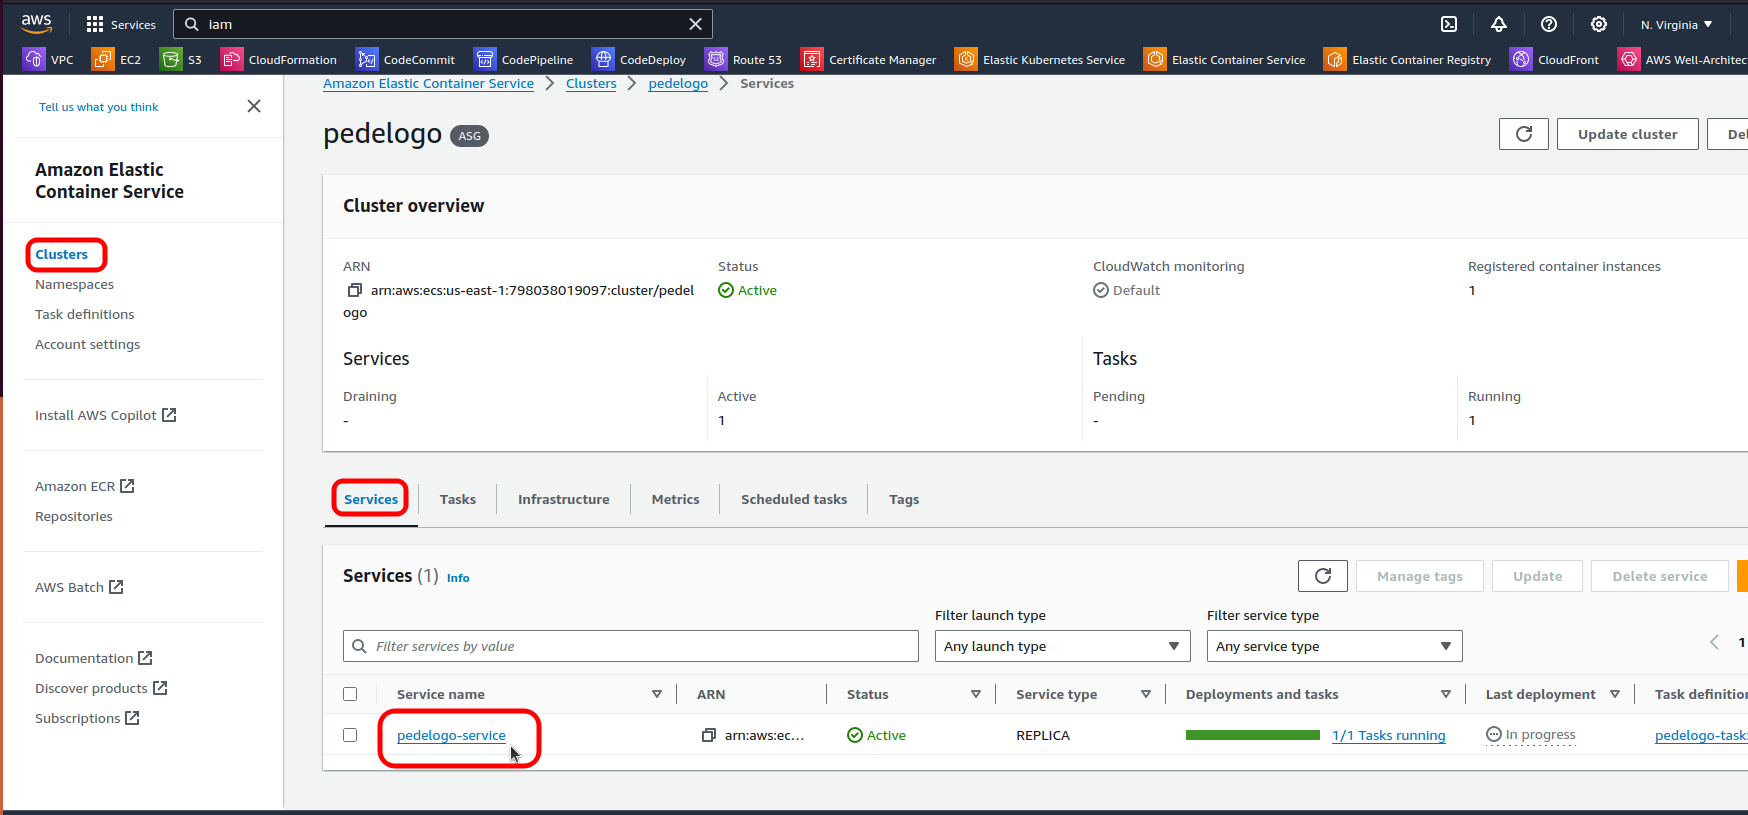 aws
Services
iam
N. Virginia
VPC
EC2
S3
CloudFormation
CodeCommit
CodePipeline
CodeDeploy
Route 53
Certificate Manager
Elastic Kubernetes Service
Elastic Container Service
Elastic Container Registry
CloudFront
AWS Well-Architec
Tell us what you think
Amazon Elastic
Container Service
Clusters
Namespaces
Task definitions
Account settings
Install AWS Copilot
Amazon ECR
Repositories
AWS Batch
Documentation
Discover products
Subscriptions
Amazon Elastic Container Service
Clusters
pedelogo
Services
pedelogo
ASG
Update cluster
Del
Cluster overview
ARN
arn:aws:ecs:us-east-1:798038019097:cluster/pedel
ogo
Status
Active
CloudWatch monitoring
Default
Registered container instances
1
Services
Draining
-
Active
1
Tasks
Pending
-
Running
1
Services
Tasks
Infrastructure
Metrics
Scheduled tasks
Tags
Services (1) Info
Manage tags
Update
Delete service
Filter services by value
Filter launch type
Any launch type
Filter service type
Any service type
1
Service name
ARN
Status
Service type
Deployments and tasks
Last deployment
Task definition
pedelogo-service
arn:aws:ec...
Active
REPLICA
1/1 Tasks running
In progress
pedelogo-task: